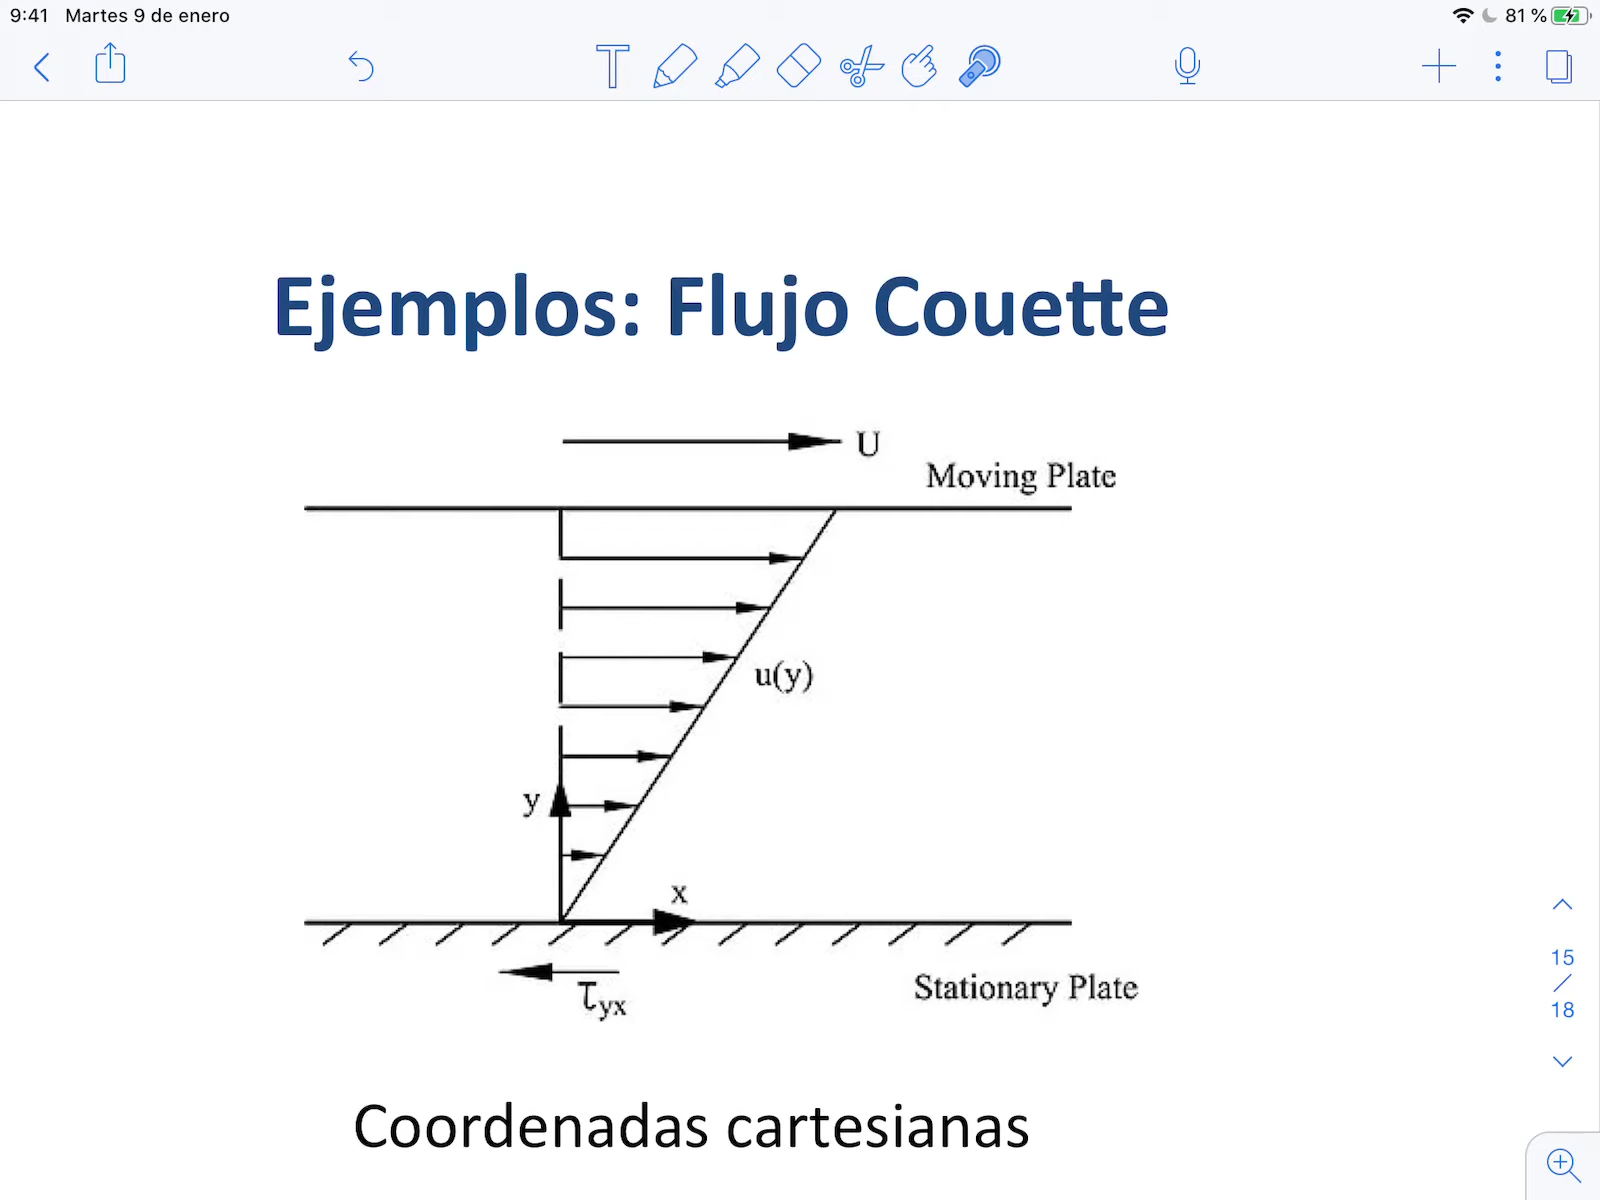 9:41 Martes 9 de enero 81 %
T
Ejemplos: Flujo Couette
U
Moving Plate
u(y)
y
x
τyx
Stationary Plate
15
/
18
Coordenadas cartesianas